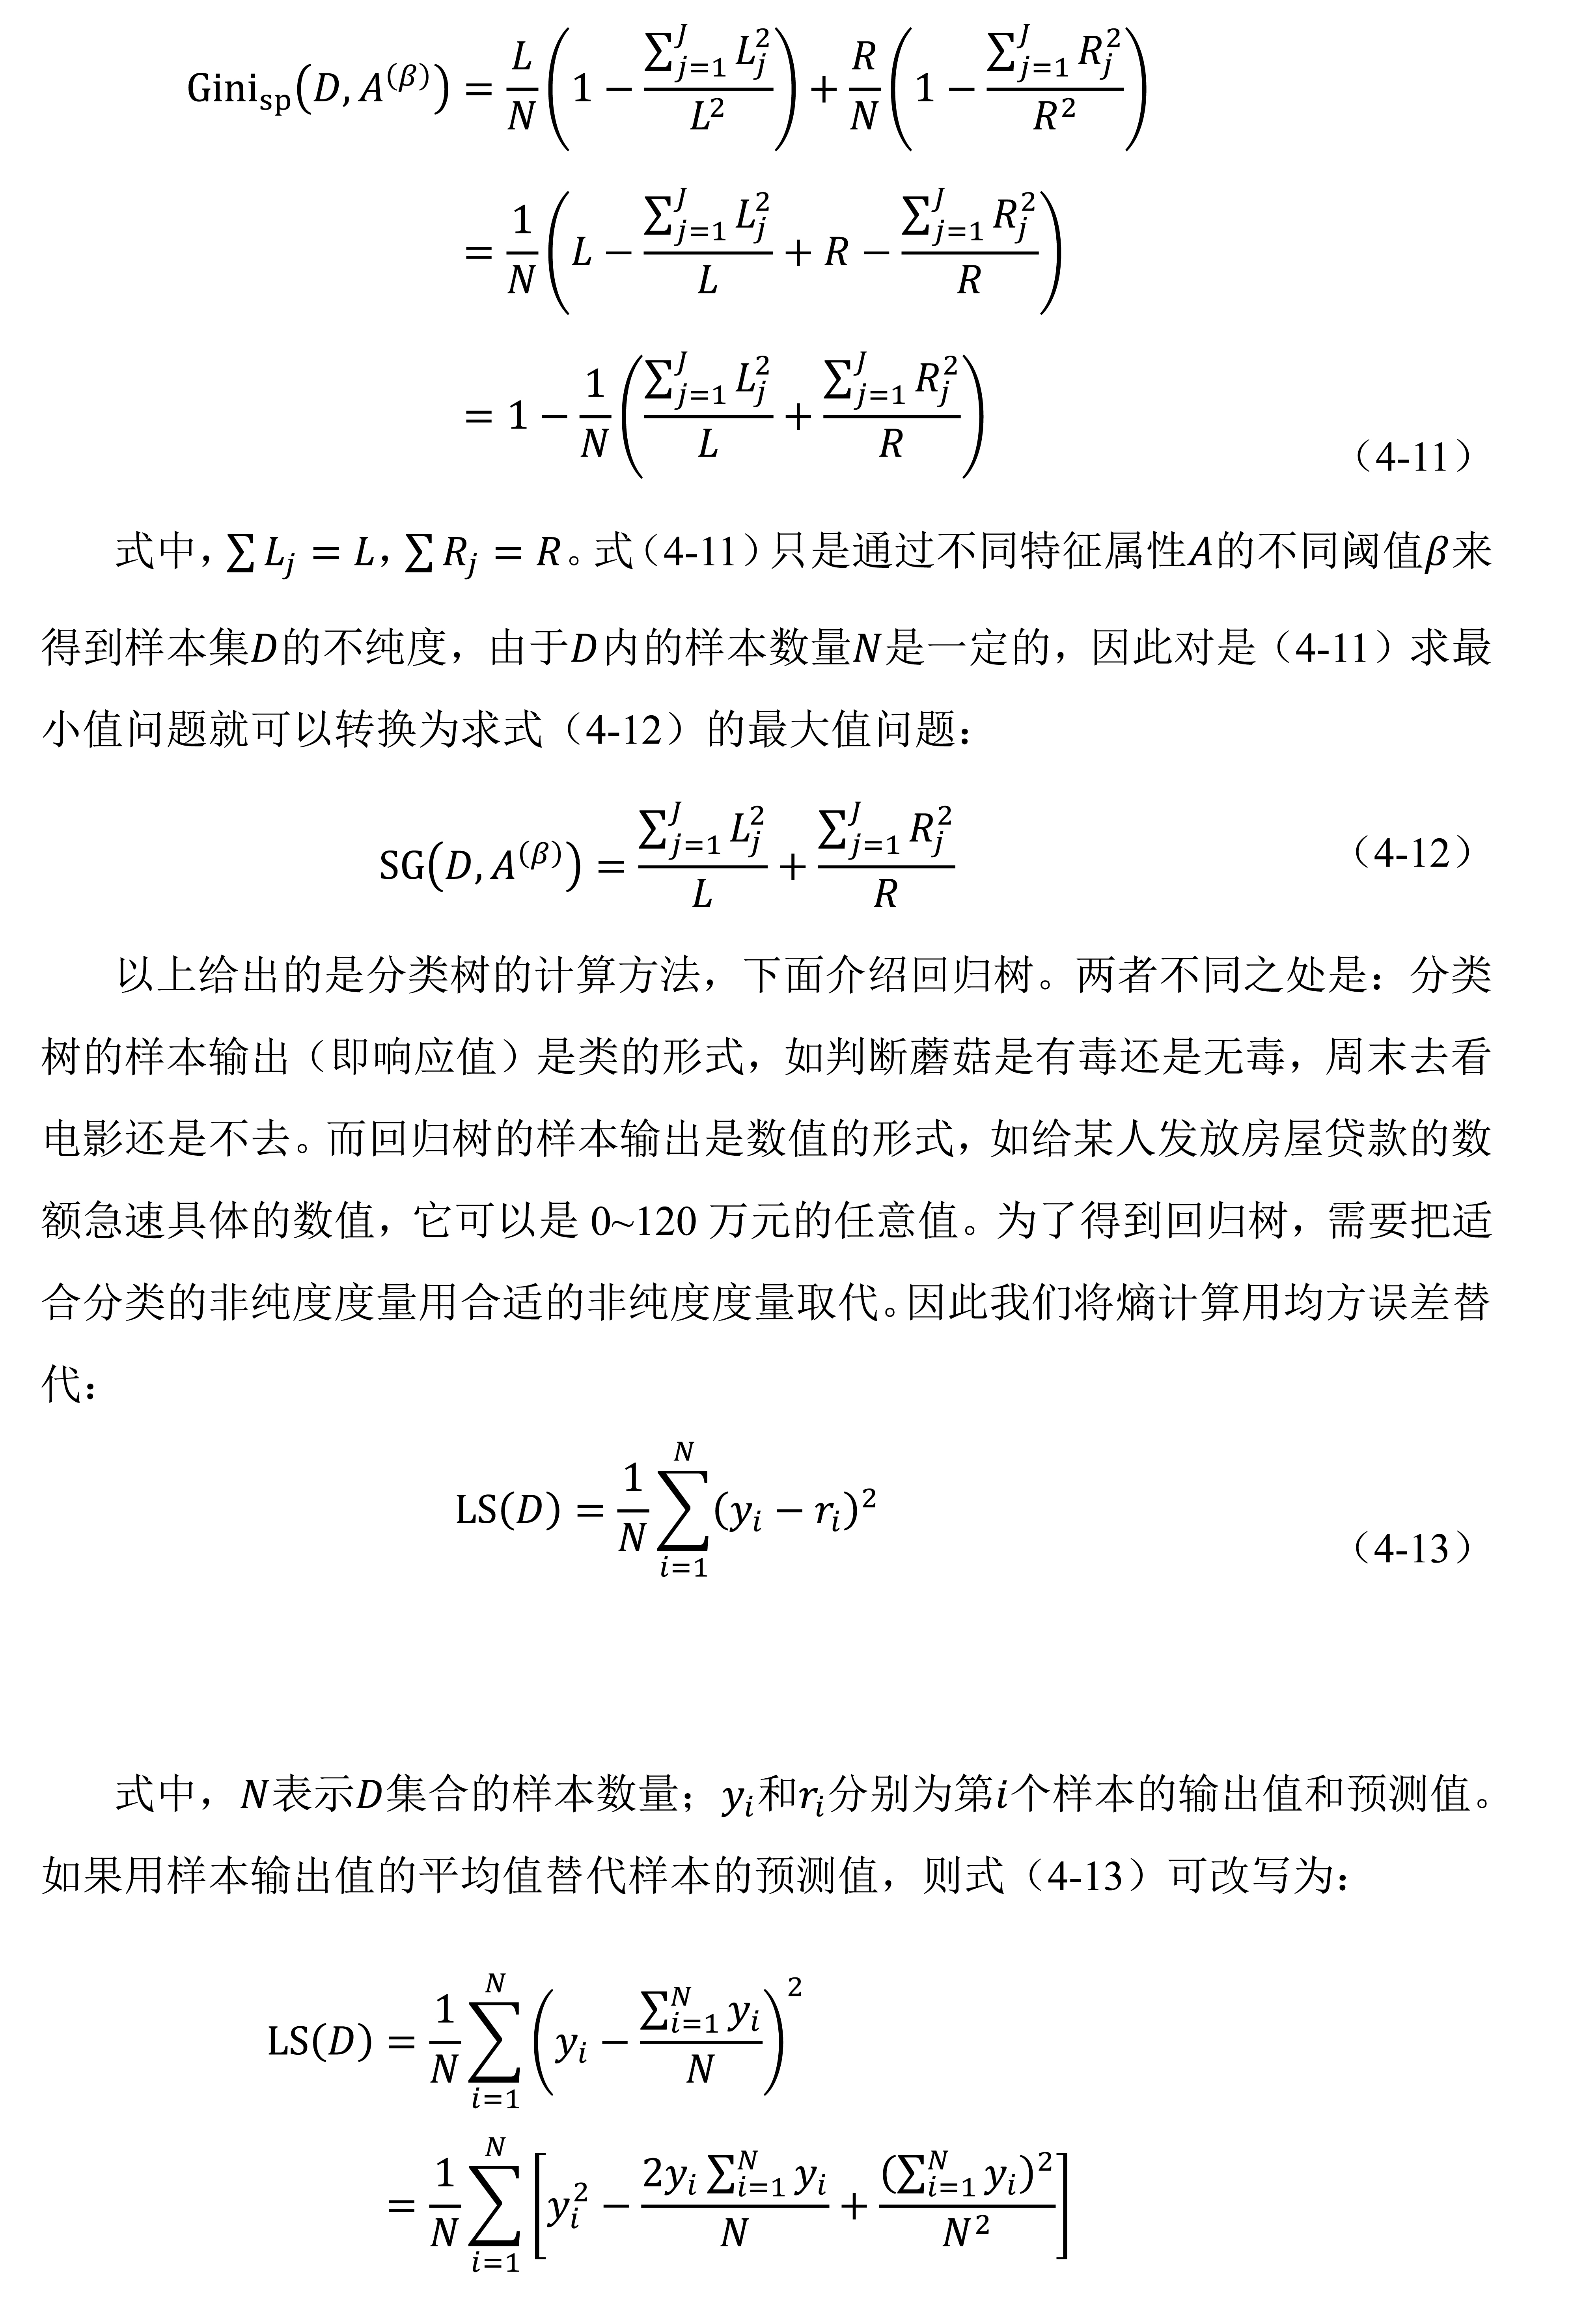 $\mathrm{Gini}_{\mathrm{sp}}(D, A^{(\beta)}) = \frac{L}{N}\left(1 - \frac{\sum_{j=1}^{J} L_j^2}{L^2}\right) + \frac{R}{N}\left(1 - \frac{\sum_{j=1}^{J} R_j^2}{R^2}\right)$
$= \frac{1}{N}\left(L - \frac{\sum_{j=1}^{J} L_j^2}{L} + R - \frac{\sum_{j=1}^{J} R_j^2}{R}\right)$
$= 1 - \frac{1}{N}\left(\frac{\sum_{j=1}^{J} L_j^2}{L} + \frac{\sum_{j=1}^{J} R_j^2}{R}\right)$ （4-11）
式中，$\sum L_j = L$，$\sum R_j = R$。式（4-11）只是通过不同特征属性$A$的不同阈值$\beta$来
得到样本集$D$的不纯度，由于$D$内的样本数量$N$是一定的，因此对是（4-11）求最
小值问题就可以转换为求式（4-12）的最大值问题：
$\mathrm{SG}(D, A^{(\beta)}) = \frac{\sum_{j=1}^{J} L_j^2}{L} + \frac{\sum_{j=1}^{J} R_j^2}{R}$ （4-12）
以上给出的是分类树的计算方法，下面介绍回归树。两者不同之处是：分类
树的样本输出（即响应值）是类的形式，如判断蘑菇是有毒还是无毒，周末去看
电影还是不去。而回归树的样本输出是数值的形式，如给某人发放房屋贷款的数
额急速具体的数值，它可以是 0~120 万元的任意值。为了得到回归树，需要把适
合分类的非纯度度量用合适的非纯度度量取代。因此我们将熵计算用均方误差替
代：
$\mathrm{LS}(D) = \frac{1}{N}\sum_{i=1}^{N}(y_i - r_i)^2$ （4-13）
式中，$N$表示$D$集合的样本数量；$y_i$和$r_i$分别为第$i$个样本的输出值和预测值。
如果用样本输出值的平均值替代样本的预测值，则式（4-13）可改写为：
$\mathrm{LS}(D) = \frac{1}{N}\sum_{i=1}^{N}\left(y_i - \frac{\sum_{i=1}^{N} y_i}{N}\right)^2$
$= \frac{1}{N}\sum_{i=1}^{N}\left[y_i^2 - \frac{2y_i\sum_{i=1}^{N} y_i}{N} + \frac{(\sum_{i=1}^{N} y_i)^2}{N^2}\right]$